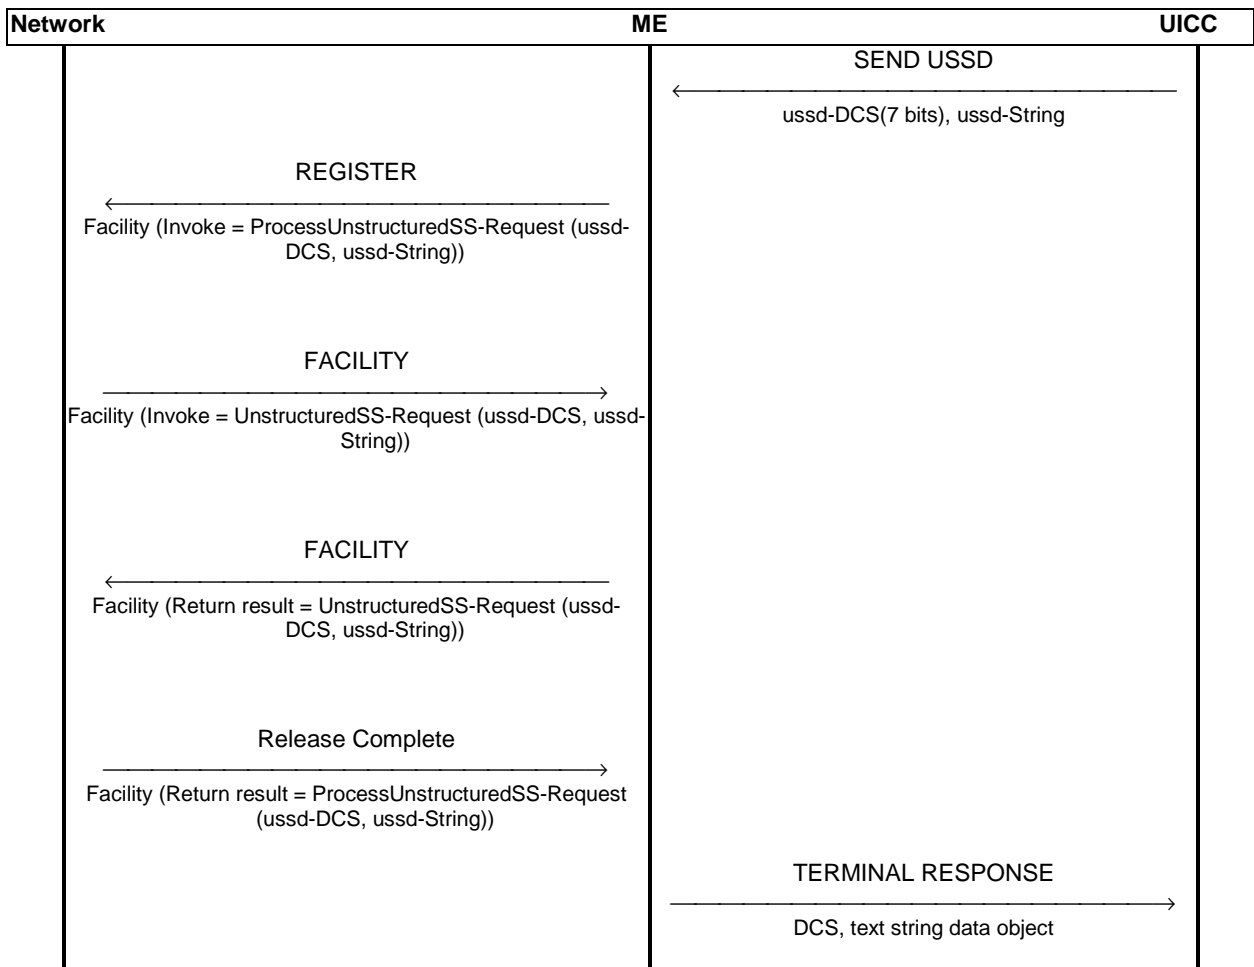 Network ME UICC
SEND USSD
ussd-DCS(7 bits), ussd-String
REGISTER
Facility (Invoke = ProcessUnstructuredSS-Request (ussd-
DCS, ussd-String))
FACILITY
Facility (Invoke = UnstructuredSS-Request (ussd-DCS, ussd-
String))
FACILITY
Facility (Return result = UnstructuredSS-Request (ussd-
DCS, ussd-String))
Release Complete
Facility (Return result = ProcessUnstructuredSS-Request
(ussd-DCS, ussd-String))
TERMINAL RESPONSE
DCS, text string data object